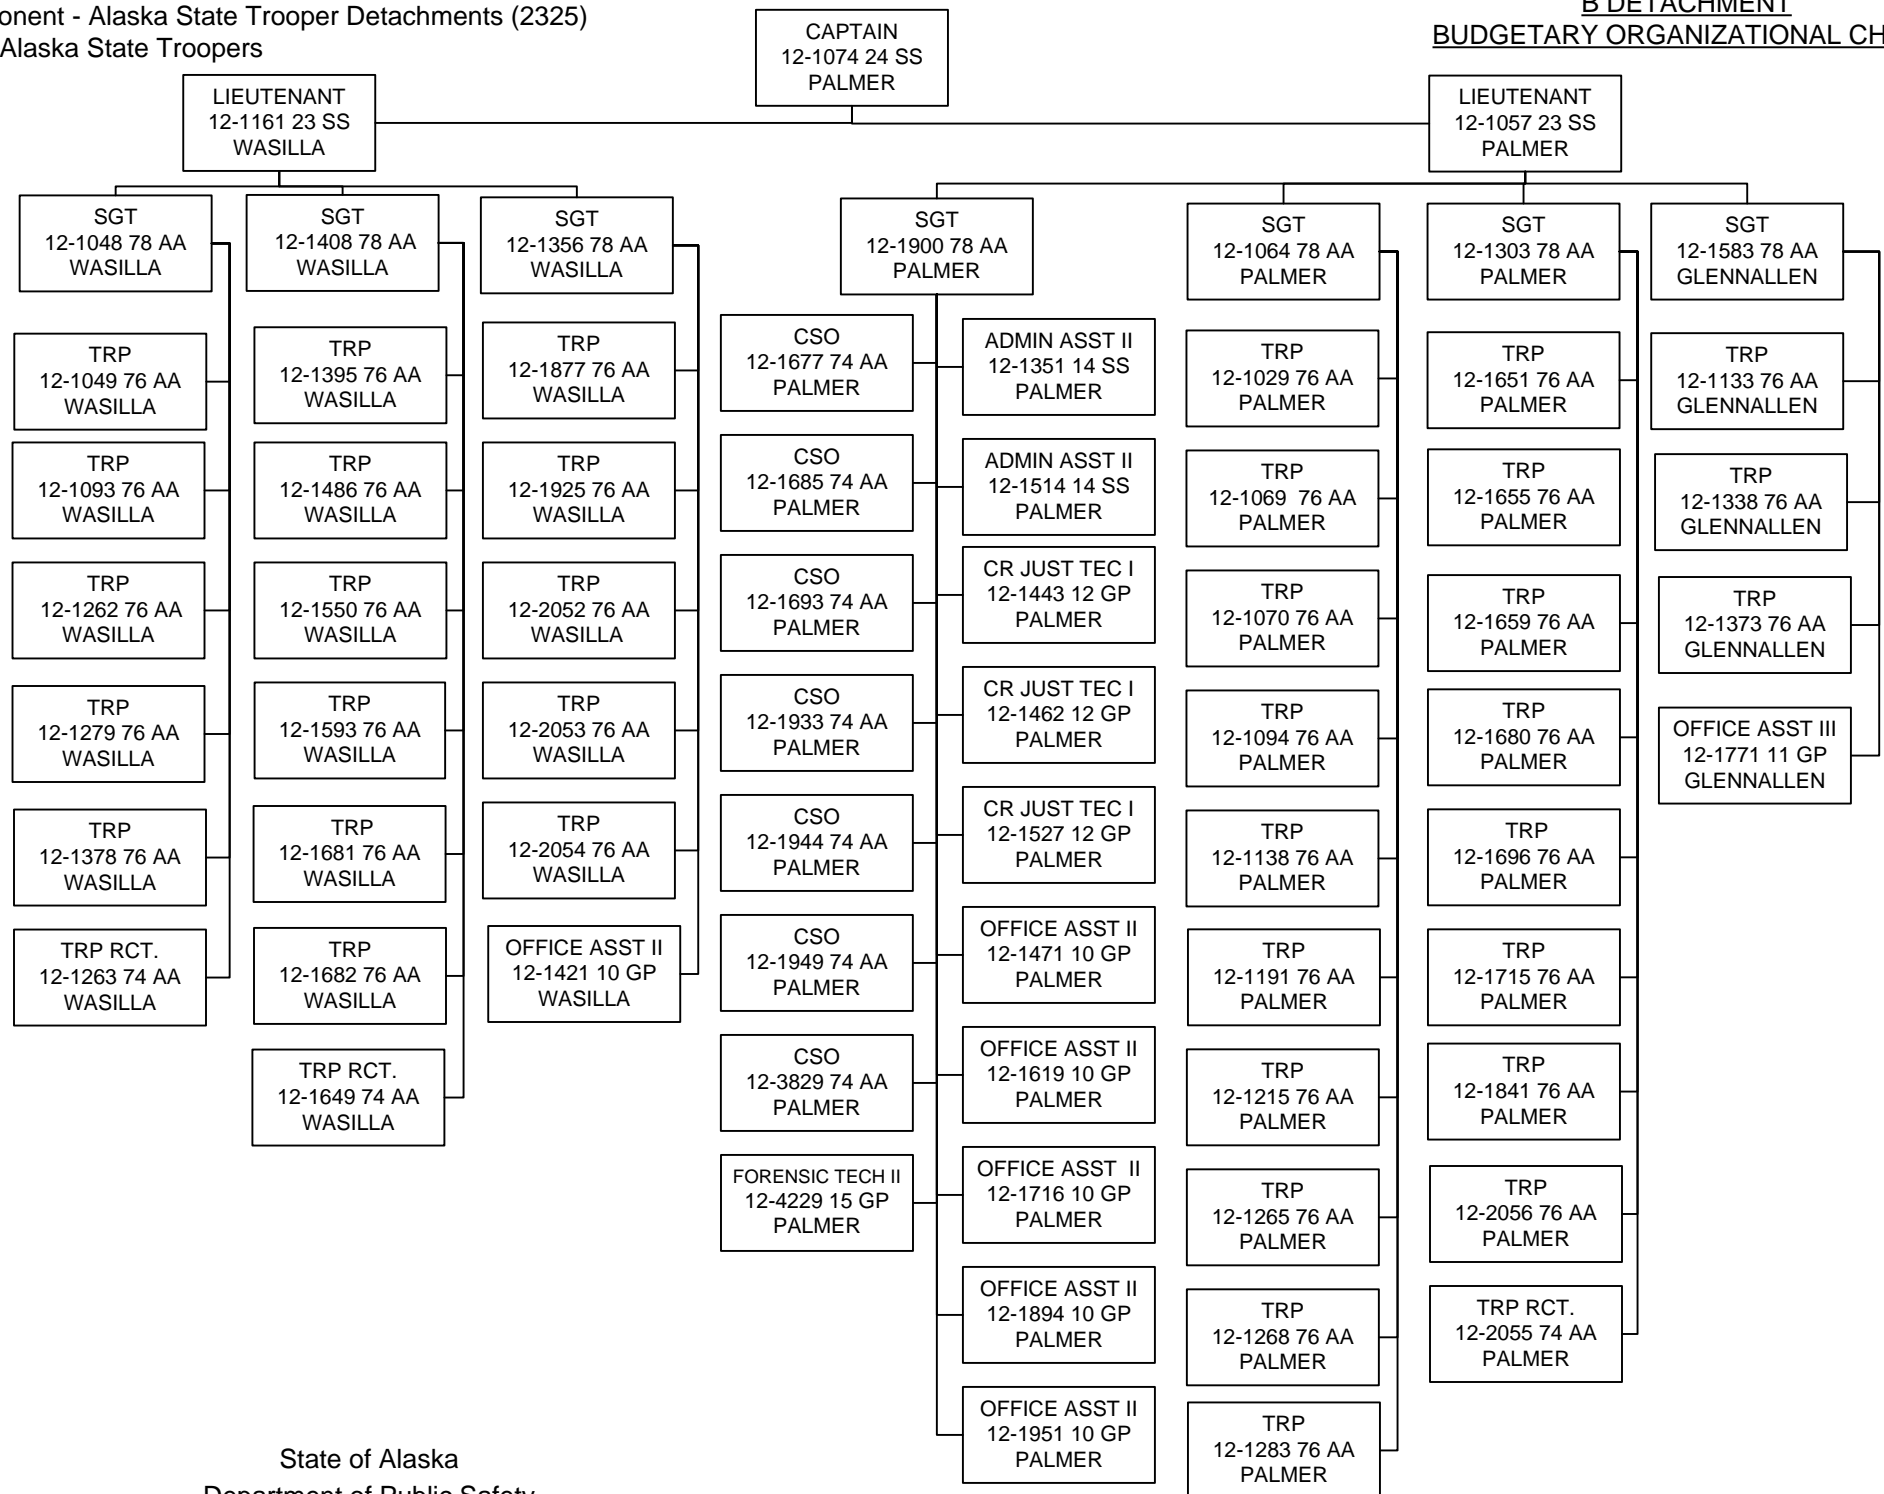 onent - Alaska State Trooper Detachments (2325)
Alaska State Troopers
B DETACHMENT
BUDGETARY ORGANIZATIONAL CH
CAPTAIN
12-1074 24 SS
PALMER
LIEUTENANT
12-1161 23 SS
WASILLA
LIEUTENANT
12-1057 23 SS
PALMER
SGT
12-1048 78 AA
WASILLA
TRP
12-1049 76 AA
WASILLA
TRP
12-1093 76 AA
WASILLA
TRP
12-1262 76 AA
WASILLA
TRP
12-1279 76 AA
WASILLA
TRP
12-1378 76 AA
WASILLA
TRP RCT.
12-1263 74 AA
WASILLA
SGT
12-1408 78 AA
WASILLA
TRP
12-1395 76 AA
WASILLA
TRP
12-1486 76 AA
WASILLA
TRP
12-1550 76 AA
WASILLA
TRP
12-1593 76 AA
WASILLA
TRP
12-1681 76 AA
WASILLA
TRP
12-1682 76 AA
WASILLA
TRP RCT.
12-1649 74 AA
WASILLA
SGT
12-1356 78 AA
WASILLA
TRP
12-1877 76 AA
WASILLA
TRP
12-1925 76 AA
WASILLA
TRP
12-2052 76 AA
WASILLA
TRP
12-2053 76 AA
WASILLA
TRP
12-2054 76 AA
WASILLA
OFFICE ASST II
12-1421 10 GP
WASILLA
SGT
12-1900 78 AA
PALMER
CSO
12-1677 74 AA
PALMER
CSO
12-1685 74 AA
PALMER
CSO
12-1693 74 AA
PALMER
CSO
12-1933 74 AA
PALMER
CSO
12-1944 74 AA
PALMER
CSO
12-1949 74 AA
PALMER
CSO
12-3829 74 AA
PALMER
FORENSIC TECH II
12-4229 15 GP
PALMER
ADMIN ASST II
12-1351 14 SS
PALMER
ADMIN ASST II
12-1514 14 SS
PALMER
CR JUST TEC I
12-1443 12 GP
PALMER
CR JUST TEC I
12-1462 12 GP
PALMER
CR JUST TEC I
12-1527 12 GP
PALMER
OFFICE ASST II
12-1471 10 GP
PALMER
OFFICE ASST II
12-1619 10 GP
PALMER
OFFICE ASST  II
12-1716 10 GP
PALMER
OFFICE ASST II
12-1894 10 GP
PALMER
OFFICE ASST II
12-1951 10 GP
PALMER
SGT
12-1064 78 AA
PALMER
TRP
12-1029 76 AA
PALMER
TRP
12-1069  76 AA
PALMER
TRP
12-1070 76 AA
PALMER
TRP
12-1094 76 AA
PALMER
TRP
12-1138 76 AA
PALMER
TRP
12-1191 76 AA
PALMER
TRP
12-1215 76 AA
PALMER
TRP
12-1265 76 AA
PALMER
TRP
12-1268 76 AA
PALMER
TRP
12-1283 76 AA
PALMER
SGT
12-1303 78 AA
PALMER
TRP
12-1651 76 AA
PALMER
TRP
12-1655 76 AA
PALMER
TRP
12-1659 76 AA
PALMER
TRP
12-1680 76 AA
PALMER
TRP
12-1696 76 AA
PALMER
TRP
12-1715 76 AA
PALMER
TRP
12-1841 76 AA
PALMER
TRP
12-2056 76 AA
PALMER
TRP RCT.
12-2055 74 AA
PALMER
SGT
12-1583 78 AA
GLENNALLEN
TRP
12-1133 76 AA
GLENNALLEN
TRP
12-1338 76 AA
GLENNALLEN
TRP
12-1373 76 AA
GLENNALLEN
OFFICE ASST III
12-1771 11 GP
GLENNALLEN
State of Alaska
Department of Public Safety